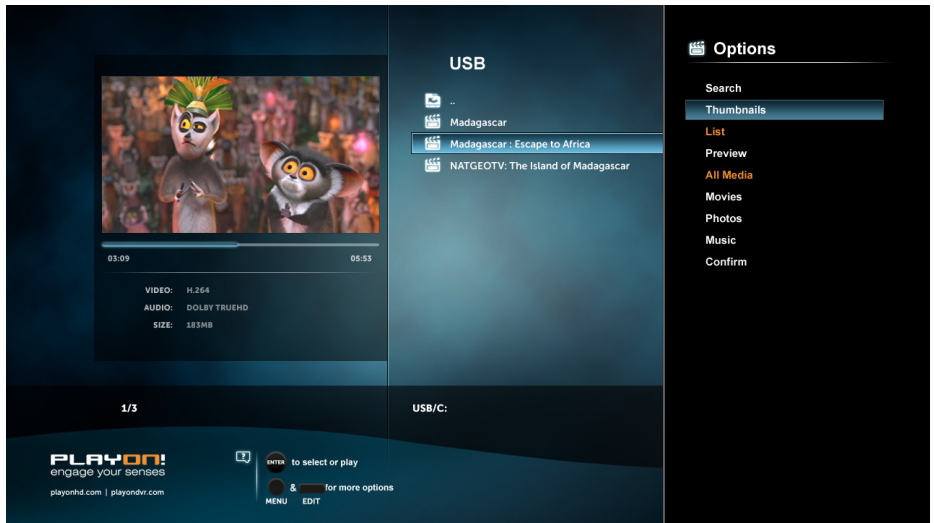 03:09 05:53
VIDEO: H.264
AUDIO: DOLBY TRUEHD
SIZE: 183MB
1/3
USB
..
Madagascar
Madagascar : Escape to Africa
NATGEOTV: The Island of Madagascar
USB/C:
Options
Search
Thumbnails
List
Preview
All Media
Movies
Photos
Music
Confirm
PLAYON!
engage your senses
playonhd.com | playondvr.com
?
ENTER to select or play
& for more options
MENU EDIT